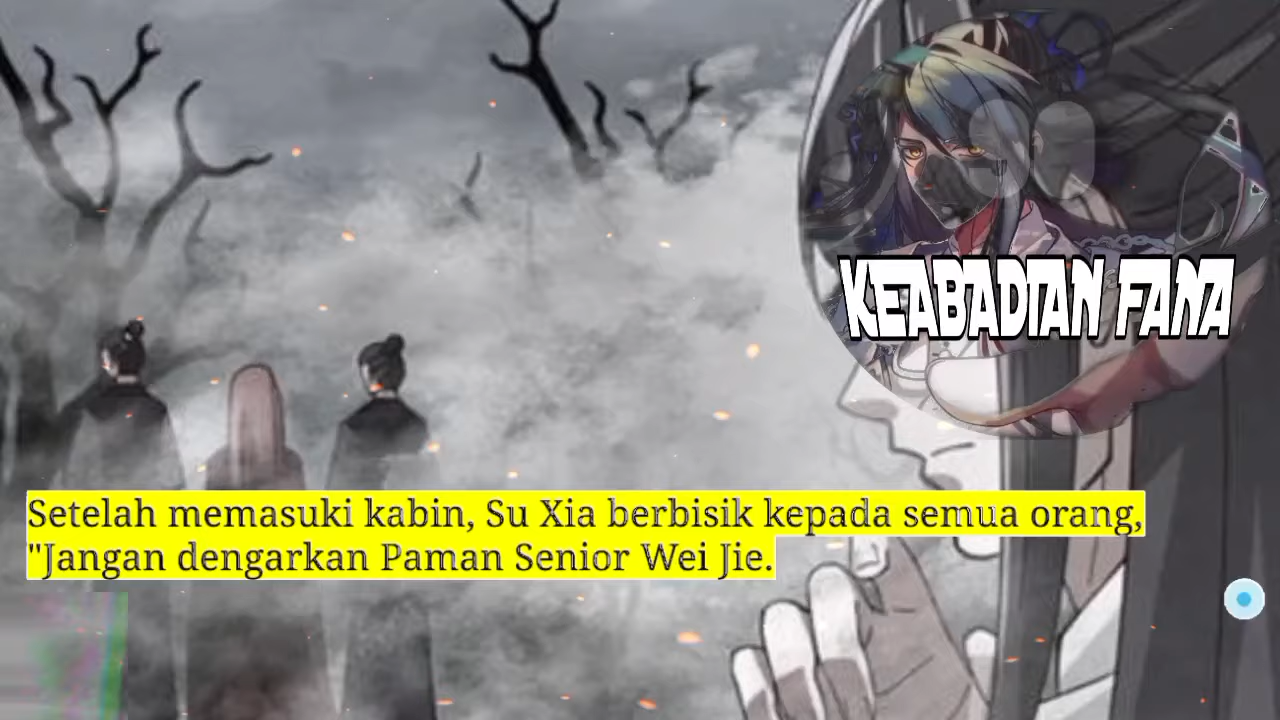 KEABADIAN FANA
Setelah memasuki kabin, Su Xia berbisik kepada semua orang,
"Jangan dengarkan Paman Senior Wei Jie.